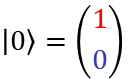 |0⟩ = (1
0)